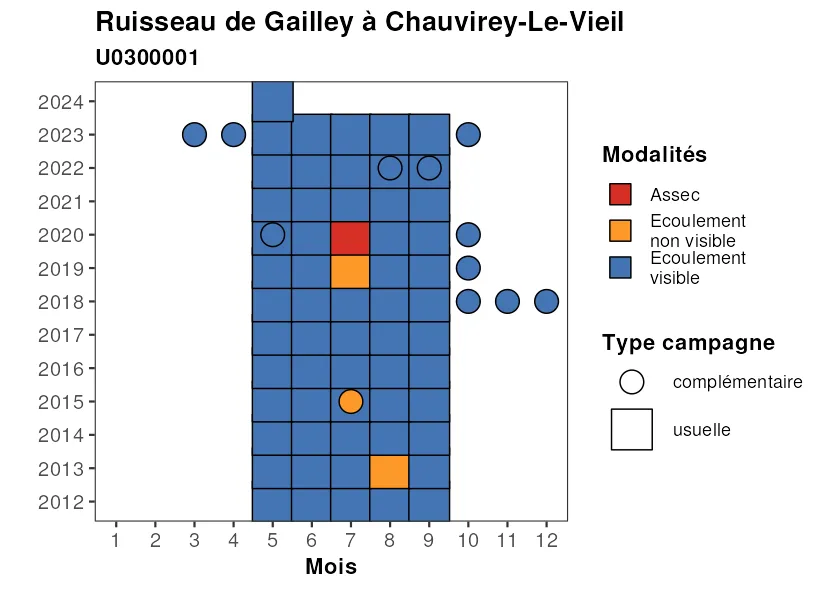 Ruisseau de Gailley à Chauvirey-Le-Vieil
U0300001
2024
2023
2022
2021
2020
2019
2018
2017
2016
2015
2014
2013
2012
1 2 3 4 5 6 7 8 9 10 11 12
Mois
Modalités
Assec
Ecoulement
non visible
Ecoulement
visible
Type campagne
complémentaire
usuelle